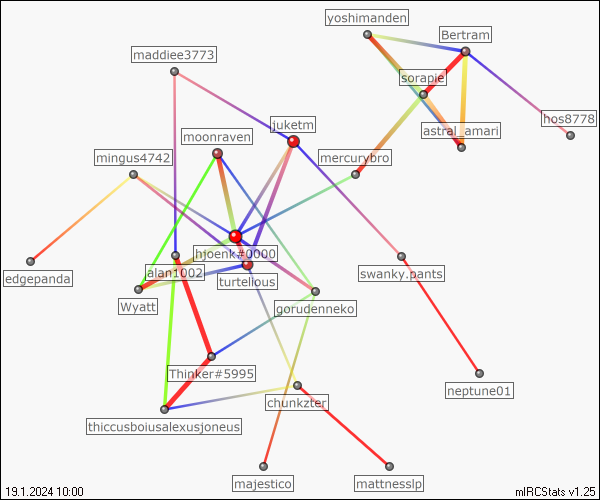 yoshimanden
Bertram
maddiee3773
sorapie
hos8778
juketm
astral_amari
moonraven
mingus4742
mercurybro
hjoenk#0000
edgepanda
alan1002
swanky.pants
turtelious
Wyatt
gorudenneko
Thinker#5995
neptune01
chunkzter
thiccusboiusalexusjoneus
majestico
mattnesslp
19.1.2024 10:00
mIRCStats v1.25